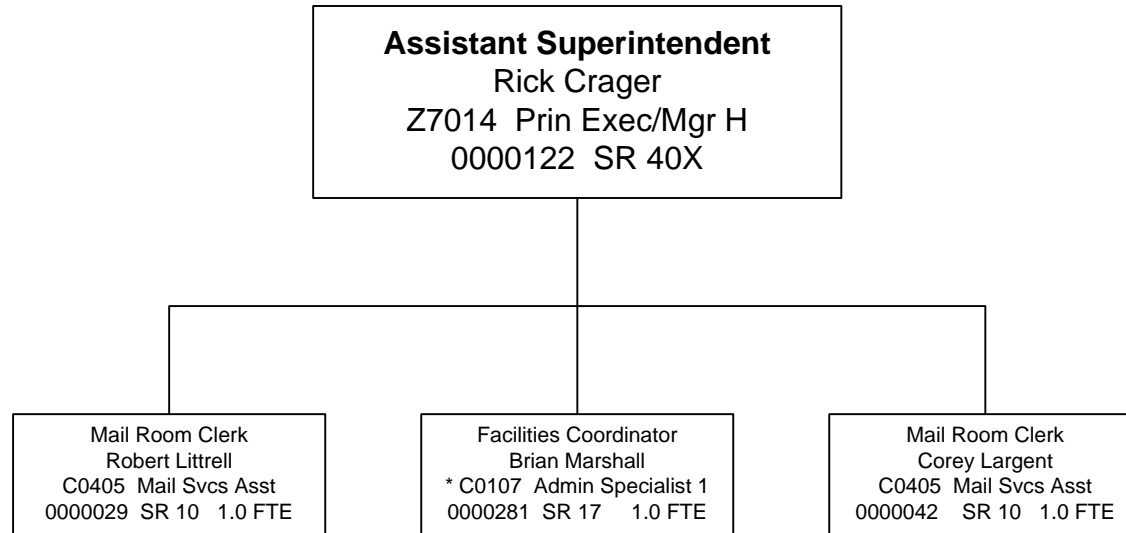 Assistant Superintendent
Rick Crager
Z7014 Prin Exec/Mgr H
0000122 SR 40X
Mail Room Clerk
Robert Littrell
C0405 Mail Svcs Asst
0000029 SR 10 1.0 FTE
Facilities Coordinator
Brian Marshall
* C0107 Admin Specialist 1
0000281 SR 17 1.0 FTE
Mail Room Clerk
Corey Largent
C0405 Mail Svcs Asst
0000042 SR 10 1.0 FTE